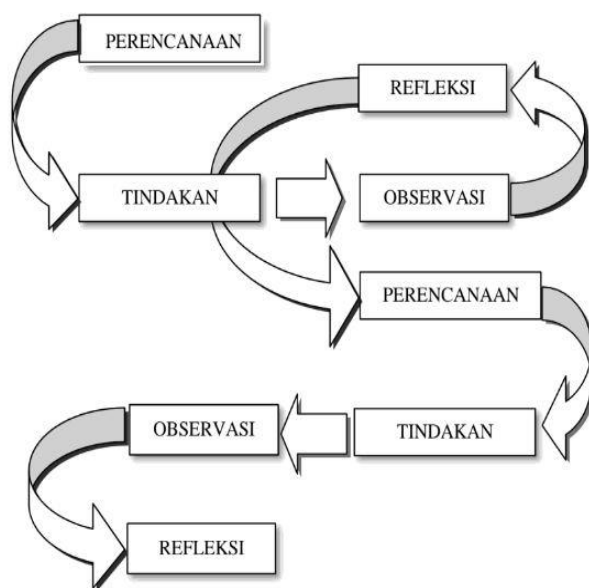 PERENCANAAN
REFLEKSI
TINDAKAN
OBSERVASI
PERENCANAAN
OBSERVASI
TINDAKAN
REFLEKSI